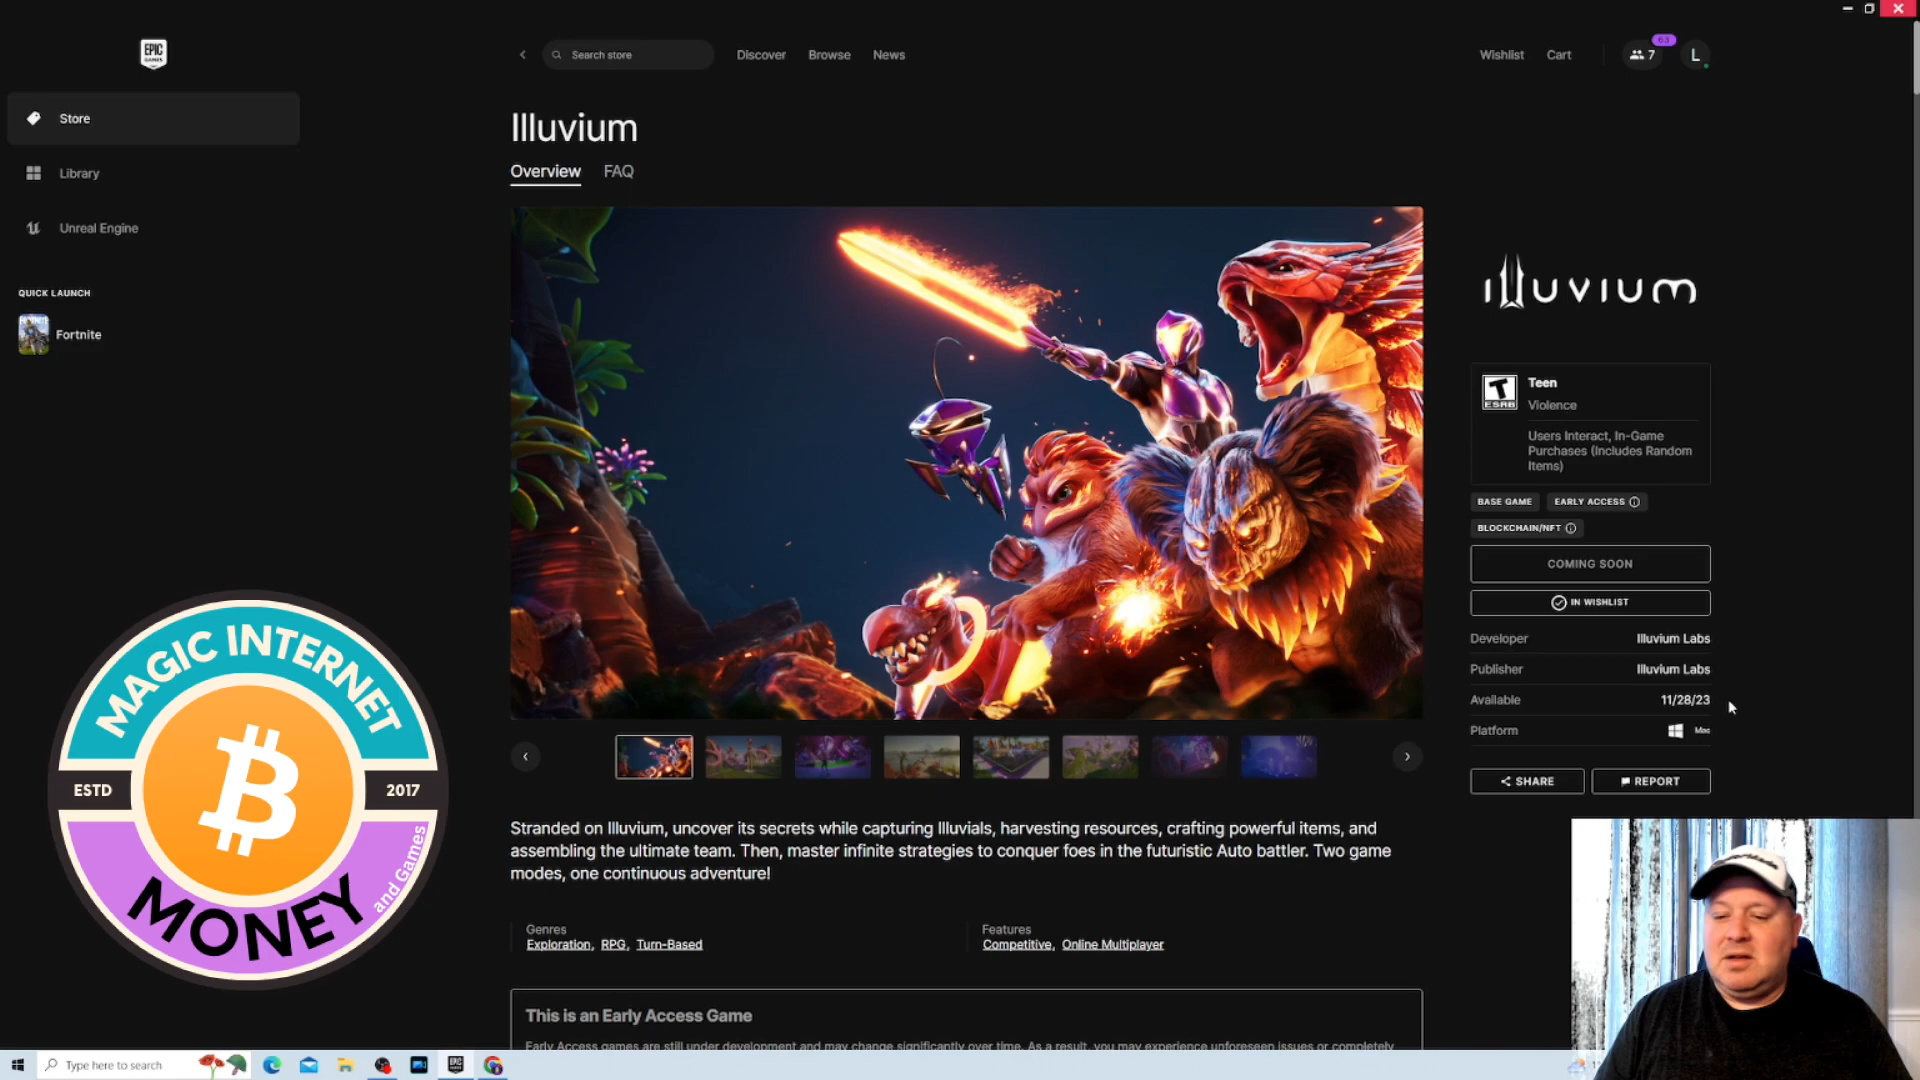 EPIC
GAMES
Search store
Discover
Browse
News
Wishlist
Cart
7
63
L
Store
Library
Unreal Engine
QUICK LAUNCH
Fortnite
Illuvium
Overview
FAQ
illuvium
T
ESRB
Teen
Violence
Users Interact, In-Game
Purchases (Includes Random
Items)
BASE GAME
EARLY ACCESS
BLOCKCHAIN/NFT
COMING SOON
IN WISHLIST
Developer
Illuvium Labs
Publisher
Illuvium Labs
Available
11/28/23
Platform
Mac
SHARE
REPORT
MAGIC INTERNET
ESTD
2017
MONEY
and Games
Stranded on Illuvium, uncover its secrets while capturing Illuvials, harvesting resources, crafting powerful items, and
assembling the ultimate team. Then, master infinite strategies to conquer foes in the futuristic Auto battler. Two game
modes, one continuous adventure!
Genres
Exploration, RPG, Turn-Based
Features
Competitive, Online Multiplayer
This is an Early Access Game
Early Access games are still under development and may change significantly over time. As a result, you may experience unforeseen issues or completely
Type here to search